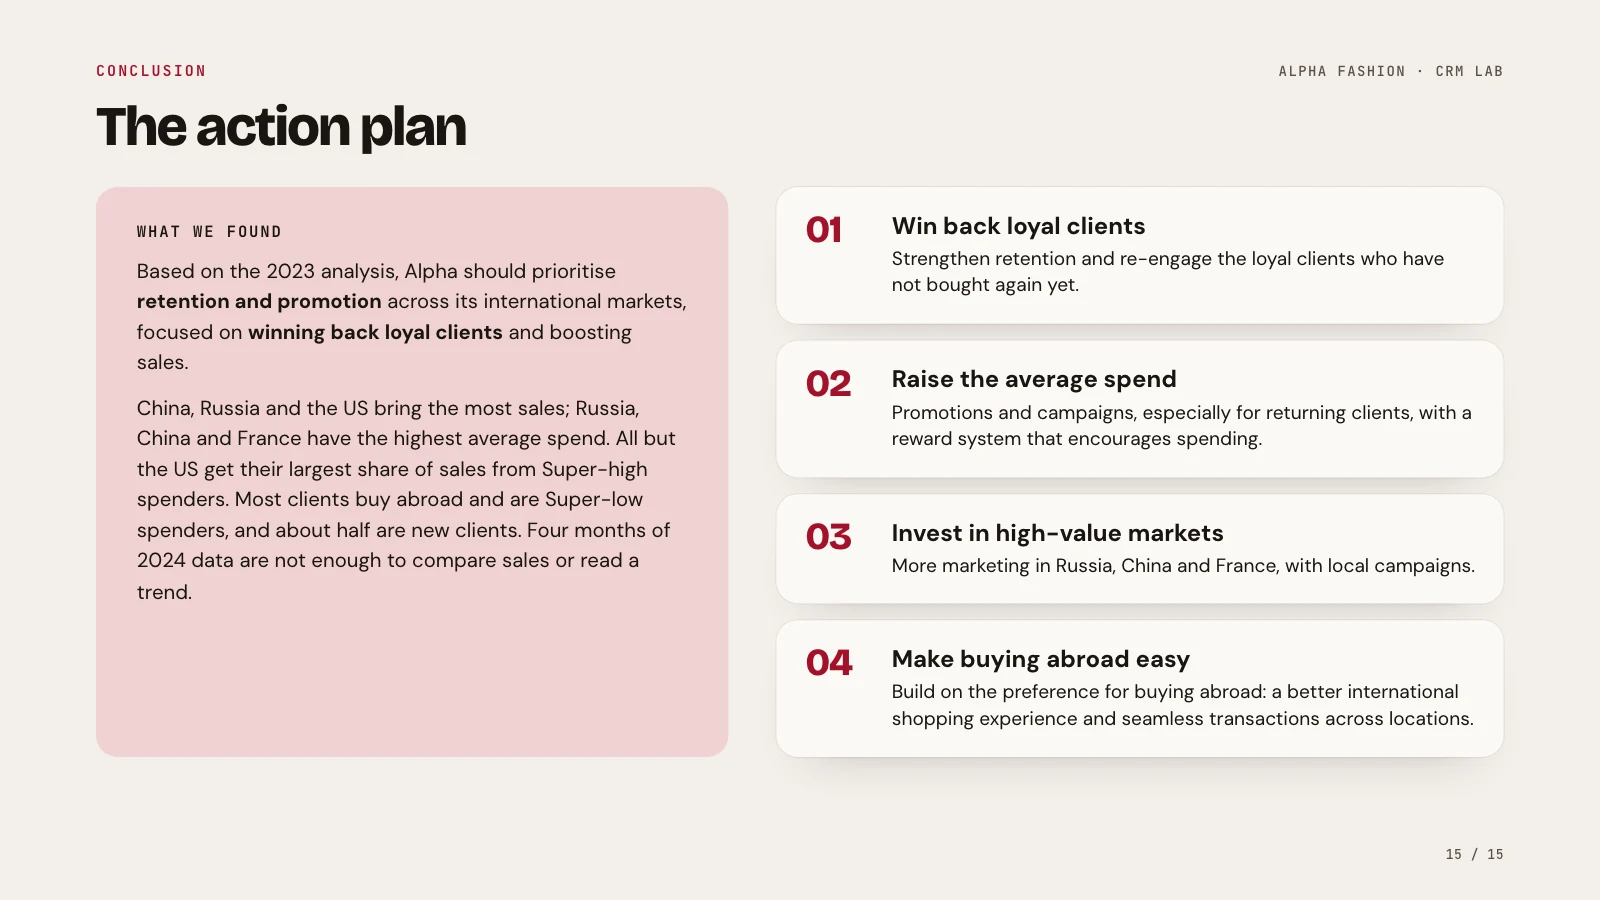 CONCLUSION
ALPHA FASHION · CRM LAB
The action plan
WHAT WE FOUND
Based on the 2023 analysis, Alpha should prioritise
retention and promotion across its international markets,
focused on winning back loyal clients and boosting
sales.
China, Russia and the US bring the most sales; Russia,
China and France have the highest average spend. All but
the US get their largest share of sales from Super-high
spenders. Most clients buy abroad and are Super-low
spenders, and about half are new clients. Four months of
2024 data are not enough to compare sales or read a
trend.
01
Win back loyal clients
Strengthen retention and re-engage the loyal clients who have
not bought again yet.
02
Raise the average spend
Promotions and campaigns, especially for returning clients, with a
reward system that encourages spending.
03
Invest in high-value markets
More marketing in Russia, China and France, with local campaigns.
04
Make buying abroad easy
Build on the preference for buying abroad: a better international
shopping experience and seamless transactions across locations.
15 / 15